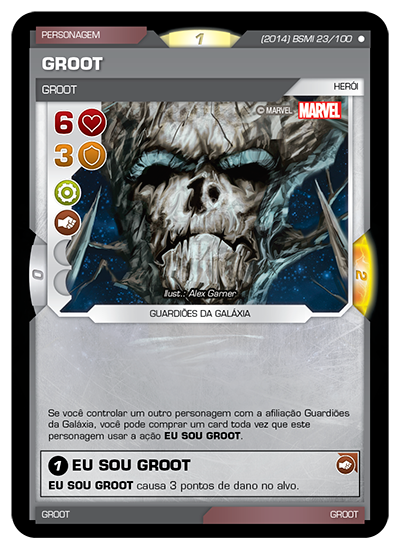 PERSONAGEM
1
(2014) BSMI 23/100
GROOT
GROOT
HERÓI
6
© MARVEL MARVEL
3
0
2
Ilust.: Alex Garner
GUARDIÕES DA GALÁXIA
Se você controlar um outro personagem com a afiliação Guardiões
da Galáxia, você pode comprar um card toda vez que este
personagem usar a ação EU SOU GROOT.
1 EU SOU GROOT
EU SOU GROOT causa 3 pontos de dano no alvo.
GROOT
GROOT